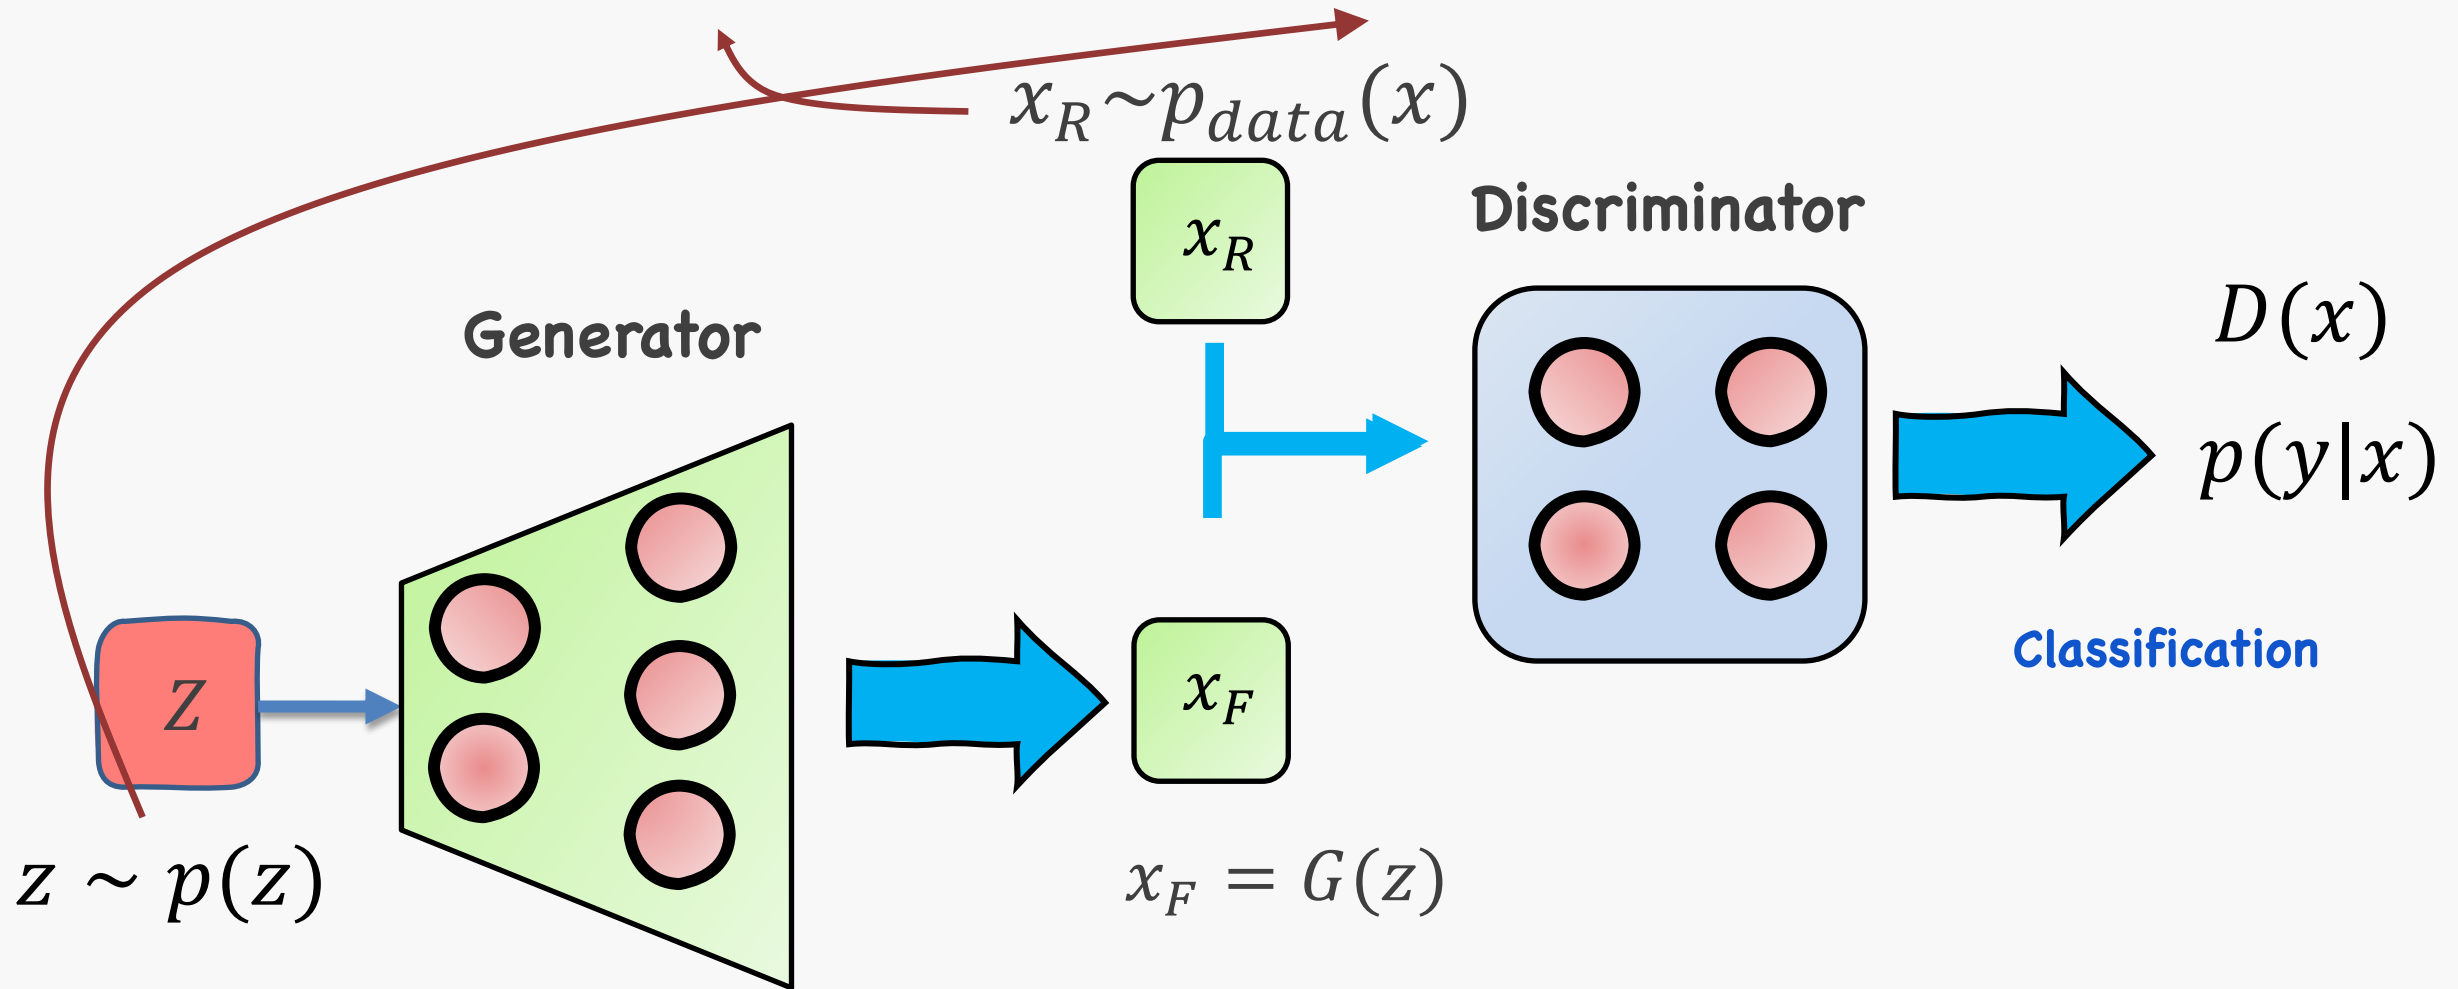 x_R~p_data(x)
x_R
Discriminator
Generator
D(x)
p(y|x)
Classification
z
x_F
z ~ p(z)
x_F = G(z)